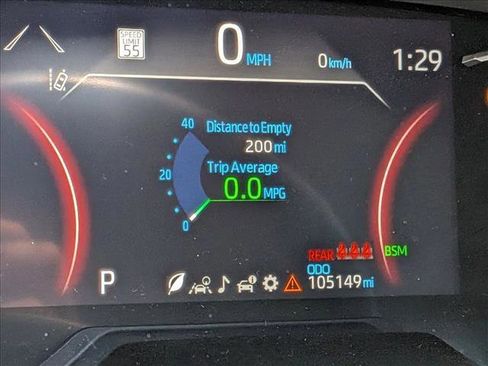 SPEED
LIMIT
55
0 MPH
0 km/h
1:29
40
Distance to Empty
200 mi
20
Trip Average
0.0 MPG
0
REAR
BSM
ODO
P
105149 mi